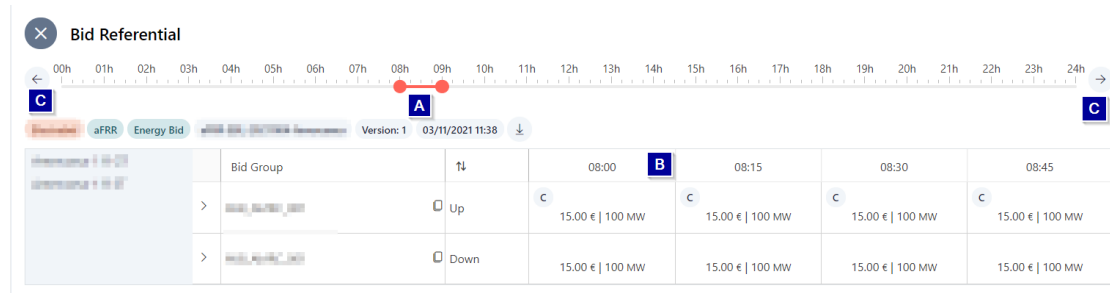 Bid Referential
00h 01h 02h 03h 04h 05h 06h 07h 08h 09h 10h 11h 12h 13h 14h 15h 16h 17h 18h 19h 20h 21h 22h 23h 24h
A
C
C
aFRR Energy Bid Version: 1 03/11/2021 11:38
Bid Group 08:00 B 08:15 08:30 08:45
C C C C
Up 15.00 € | 100 MW 15.00 € | 100 MW 15.00 € | 100 MW 15.00 € | 100 MW
Down 15.00 € | 100 MW 15.00 € | 100 MW 15.00 € | 100 MW 15.00 € | 100 MW